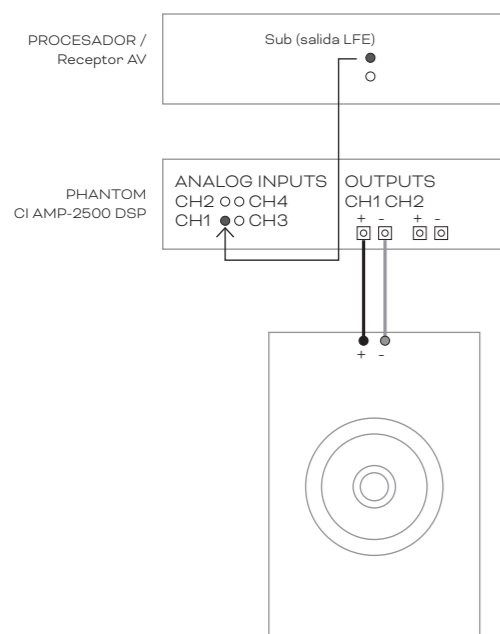 PROCESADOR /
Receptor AV
Sub (salida LFE)
PHANTOM
CI AMP-2500 DSP
ANALOG INPUTS
CH2 CH4
CH1 CH3
OUTPUTS
CH1 CH2
+ - + -
+ -